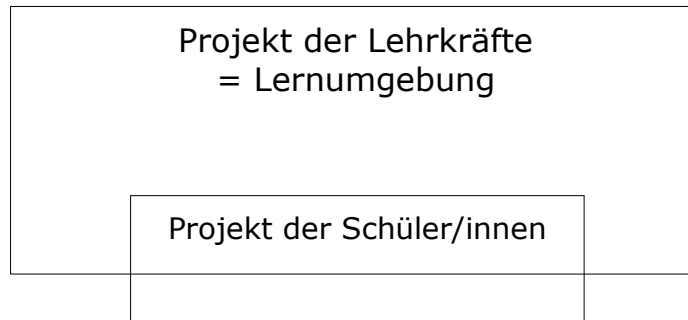 Projekt der Lehrkräfte
= Lernumgebung
Projekt der Schüler/innen